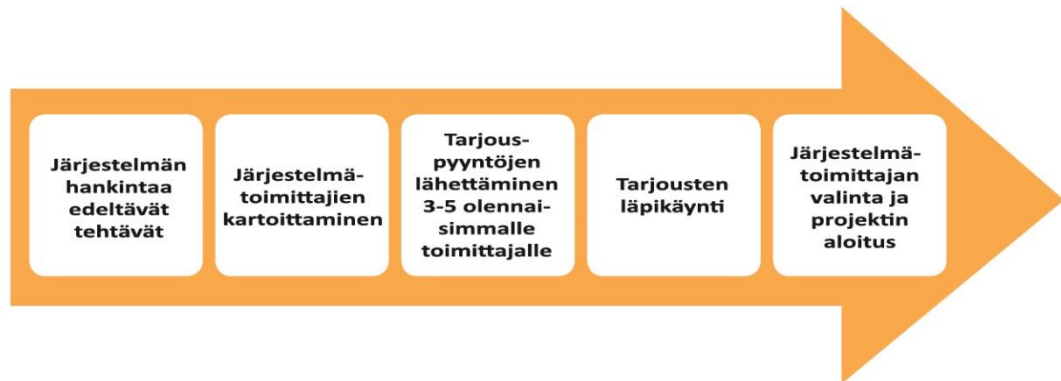 Järjestelmän
hankintaa
edeltävät
tehtävät
Järjestelmä-
toimittajien
kartoittaminen
Tarjous-
pyyntöjen
lähettäminen
3-5 olennai-
simmalle
toimittajalle
Tarjousten
läpikäynti
Järjestelmä-
toimittajan
valinta ja
projektin
aloitus